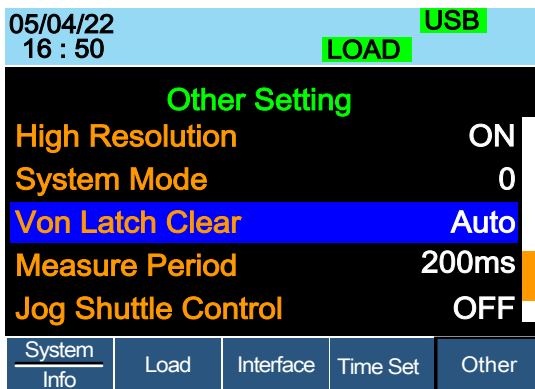 05/04/22
USB
16 : 50
LOAD
Other Setting
High Resolution ON
System Mode 0
Von Latch Clear Auto
Measure Period 200ms
Jog Shuttle Control OFF
System
Info
Load
Interface
Time Set
Other